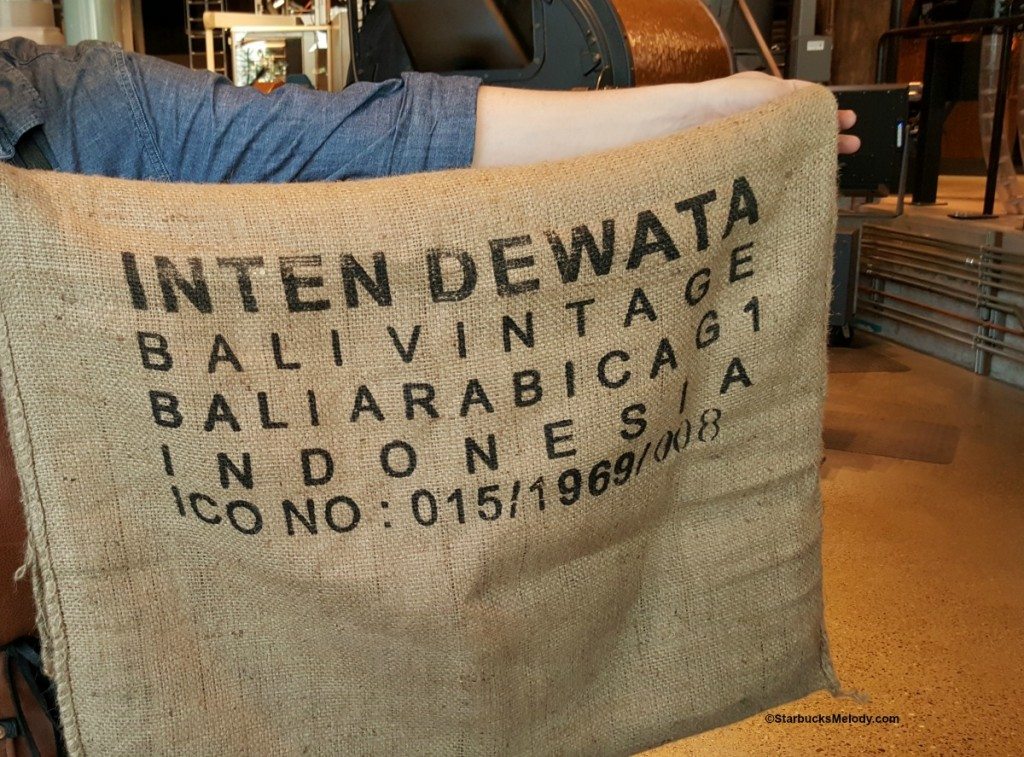 INTEN DEWATA
BALI VINTAGE
BALI ARABICA G1
INDONESIA
ICO NO : 015/1969/008
©StarbucksMelody.com